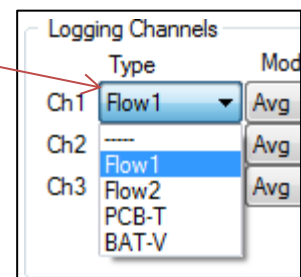 Logging Channels
Type Mod
Ch1 Flow1 Avg
Ch2 ----- Avg
Flow1
Ch3 Flow2 Avg
PCB-T
BAT-V